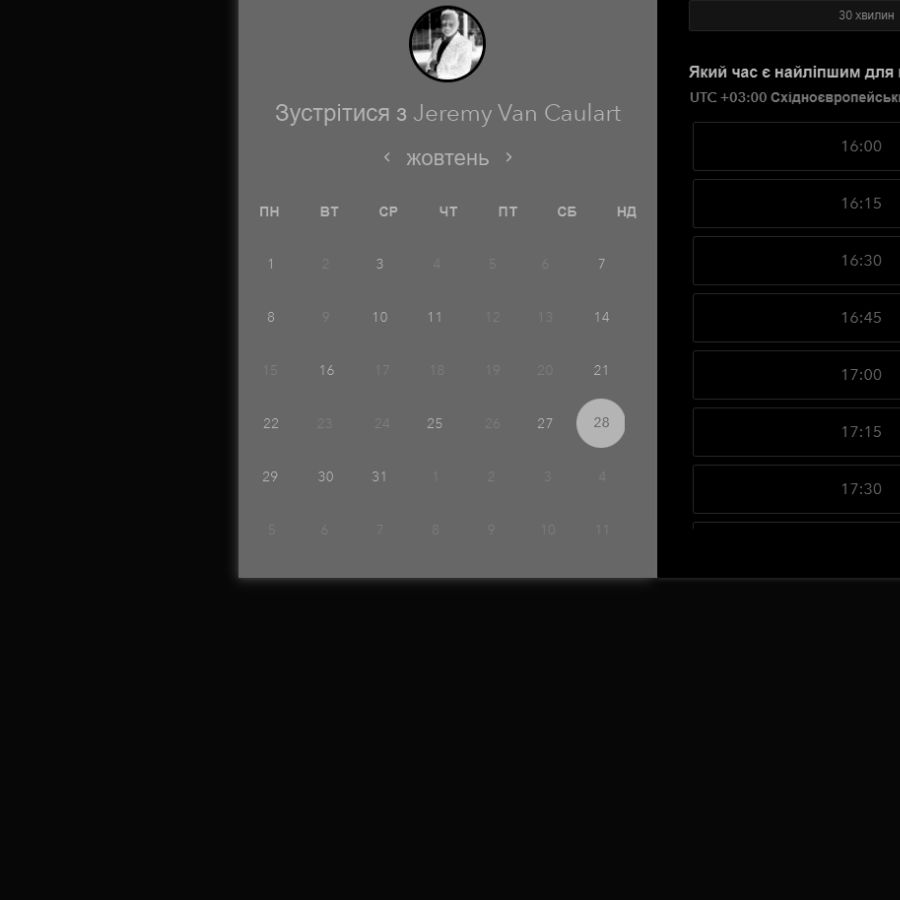 Зустрітися з Jeremy Van Caulart
‹ жовтень ›
ПН ВТ СР ЧТ ПТ СБ НД
1 2 3 4 5 6 7
8 9 10 11 12 13 14
15 16 17 18 19 20 21
22 23 24 25 26 27 28
29 30 31 1 2 3 4
5 6 7 8 9 10 11
30 хвилин
Який час є найліпшим для
UTC +03:00
16:00
16:15
16:30
16:45
17:00
17:15
17:30